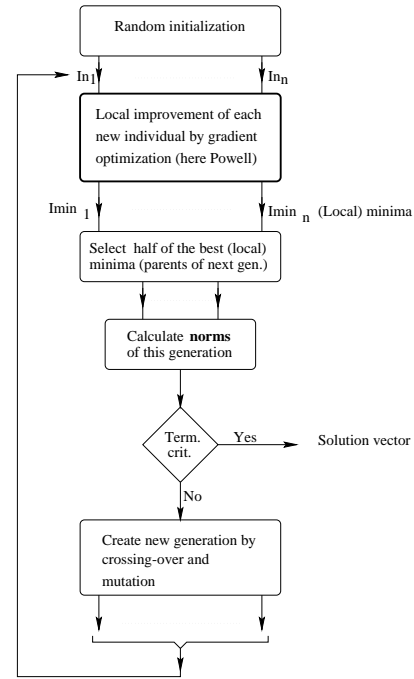 Random initialization
In1 Inn
Local improvement of each
new individual by gradient
optimization (here Powell)
Imin 1 Imin n (Local) minima
Select half of the best (local)
minima (parents of next gen.)
Calculate norms
of this generation
Term.
crit.
Yes
Solution vector
No
Create new generation by
crossing-over and
mutation